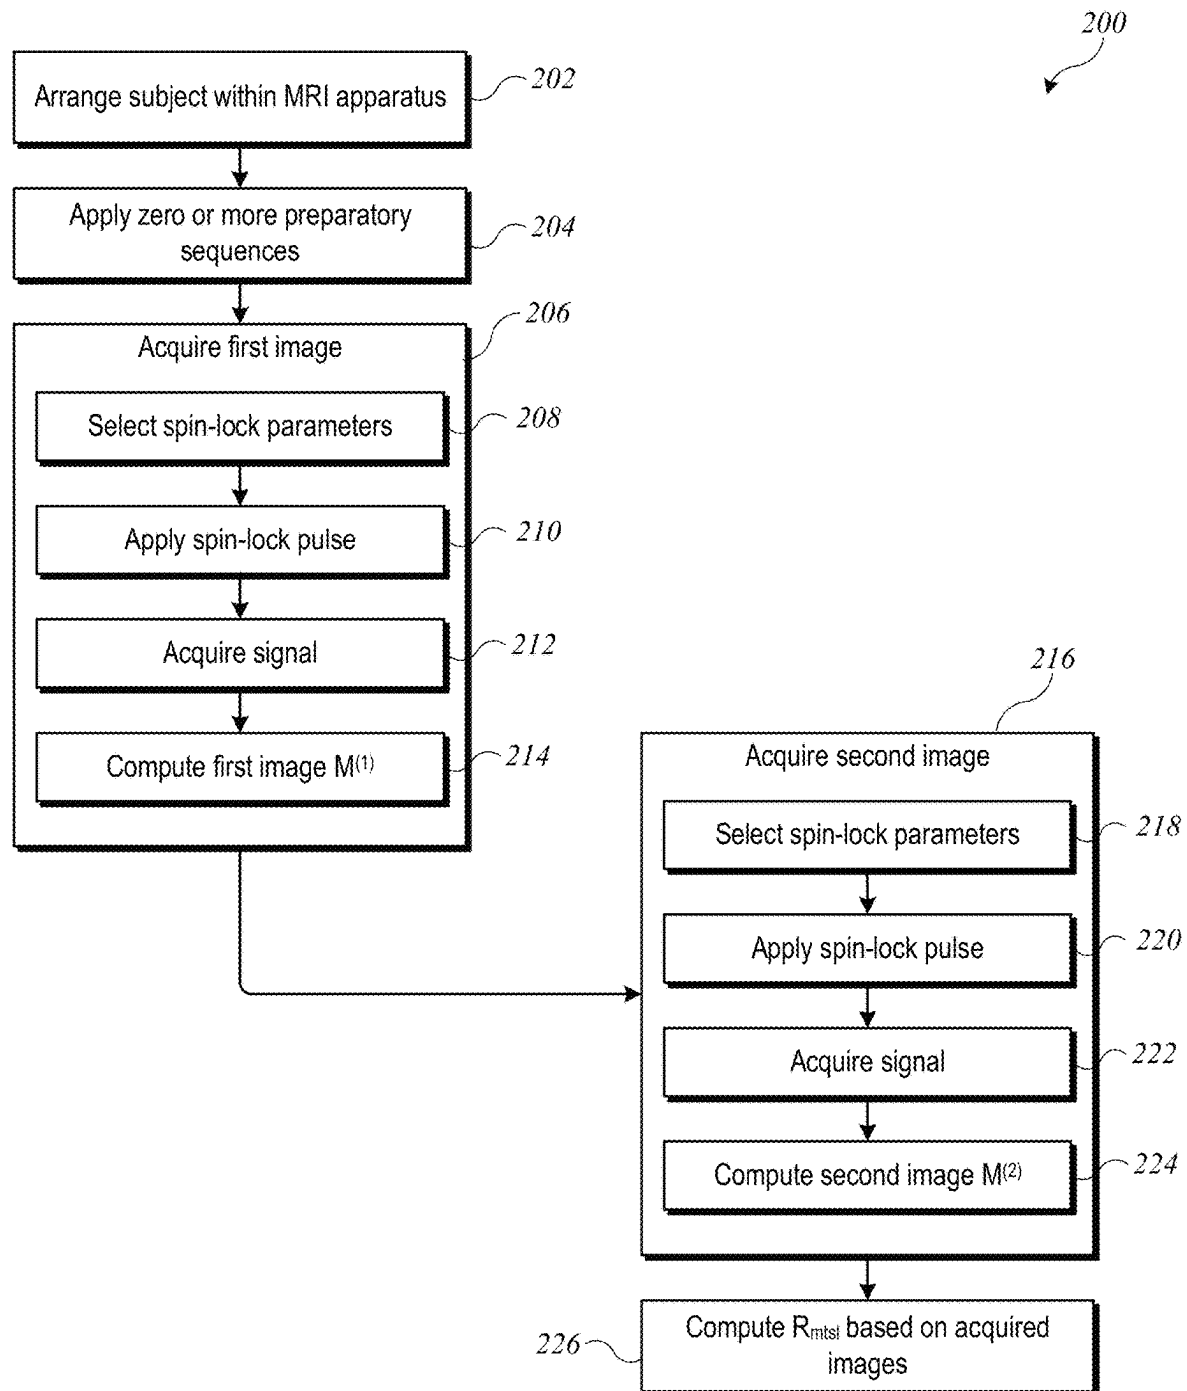 200
Arrange subject within MRI apparatus
202
Apply zero or more preparatory
sequences
204
206
Acquire first image
Select spin-lock parameters
208
Apply spin-lock pulse
210
Acquire signal
212
Compute first image M⁽¹⁾
214
216
Acquire second image
Select spin-lock parameters
218
Apply spin-lock pulse
220
Acquire signal
222
Compute second image M⁽²⁾
224
Compute Rmtsl based on acquired
images
226